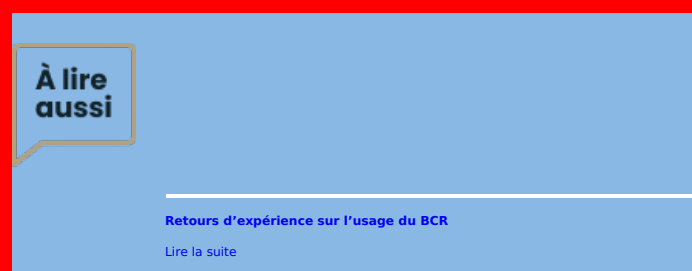 À lire
aussi
Retours d’expérience sur l’usage du BCR
Lire la suite